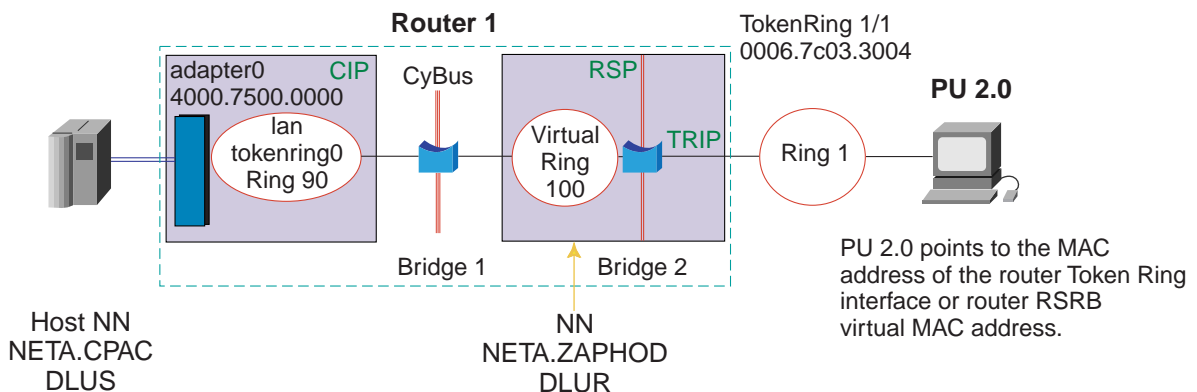 Router 1
TokenRing 1/1
0006.7c03.3004
adapter0
CIP
4000.7500.0000
CyBus
RSP
PU 2.0
lan
tokenring0
Ring 90
Virtual
Ring
100
TRIP
Ring 1
Bridge 1
Bridge 2
PU 2.0 points to the MAC
address of the router Token Ring
interface or router RSRB
virtual MAC address.
Host NN
NETA.CPAC
DLUS
NN
NETA.ZAPHOD
DLUR